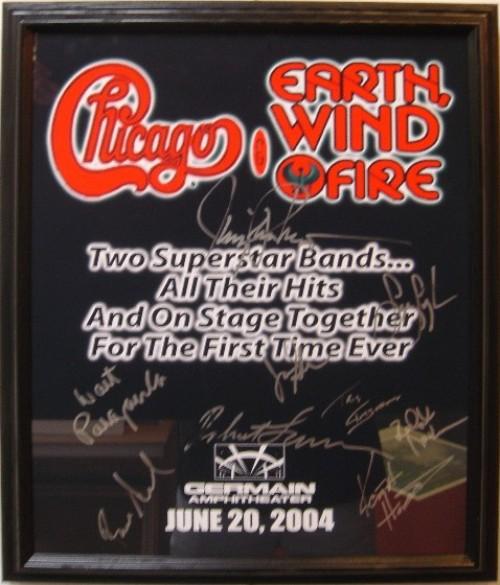 Chicago
EARTH,
WIND
FIRE
Two Superstar Bands...
All Their Hits
And On Stage Together
For The First Time Ever
Walt
Parazaider
GERMAIN
AMPHITHEATER
JUNE 20, 2004